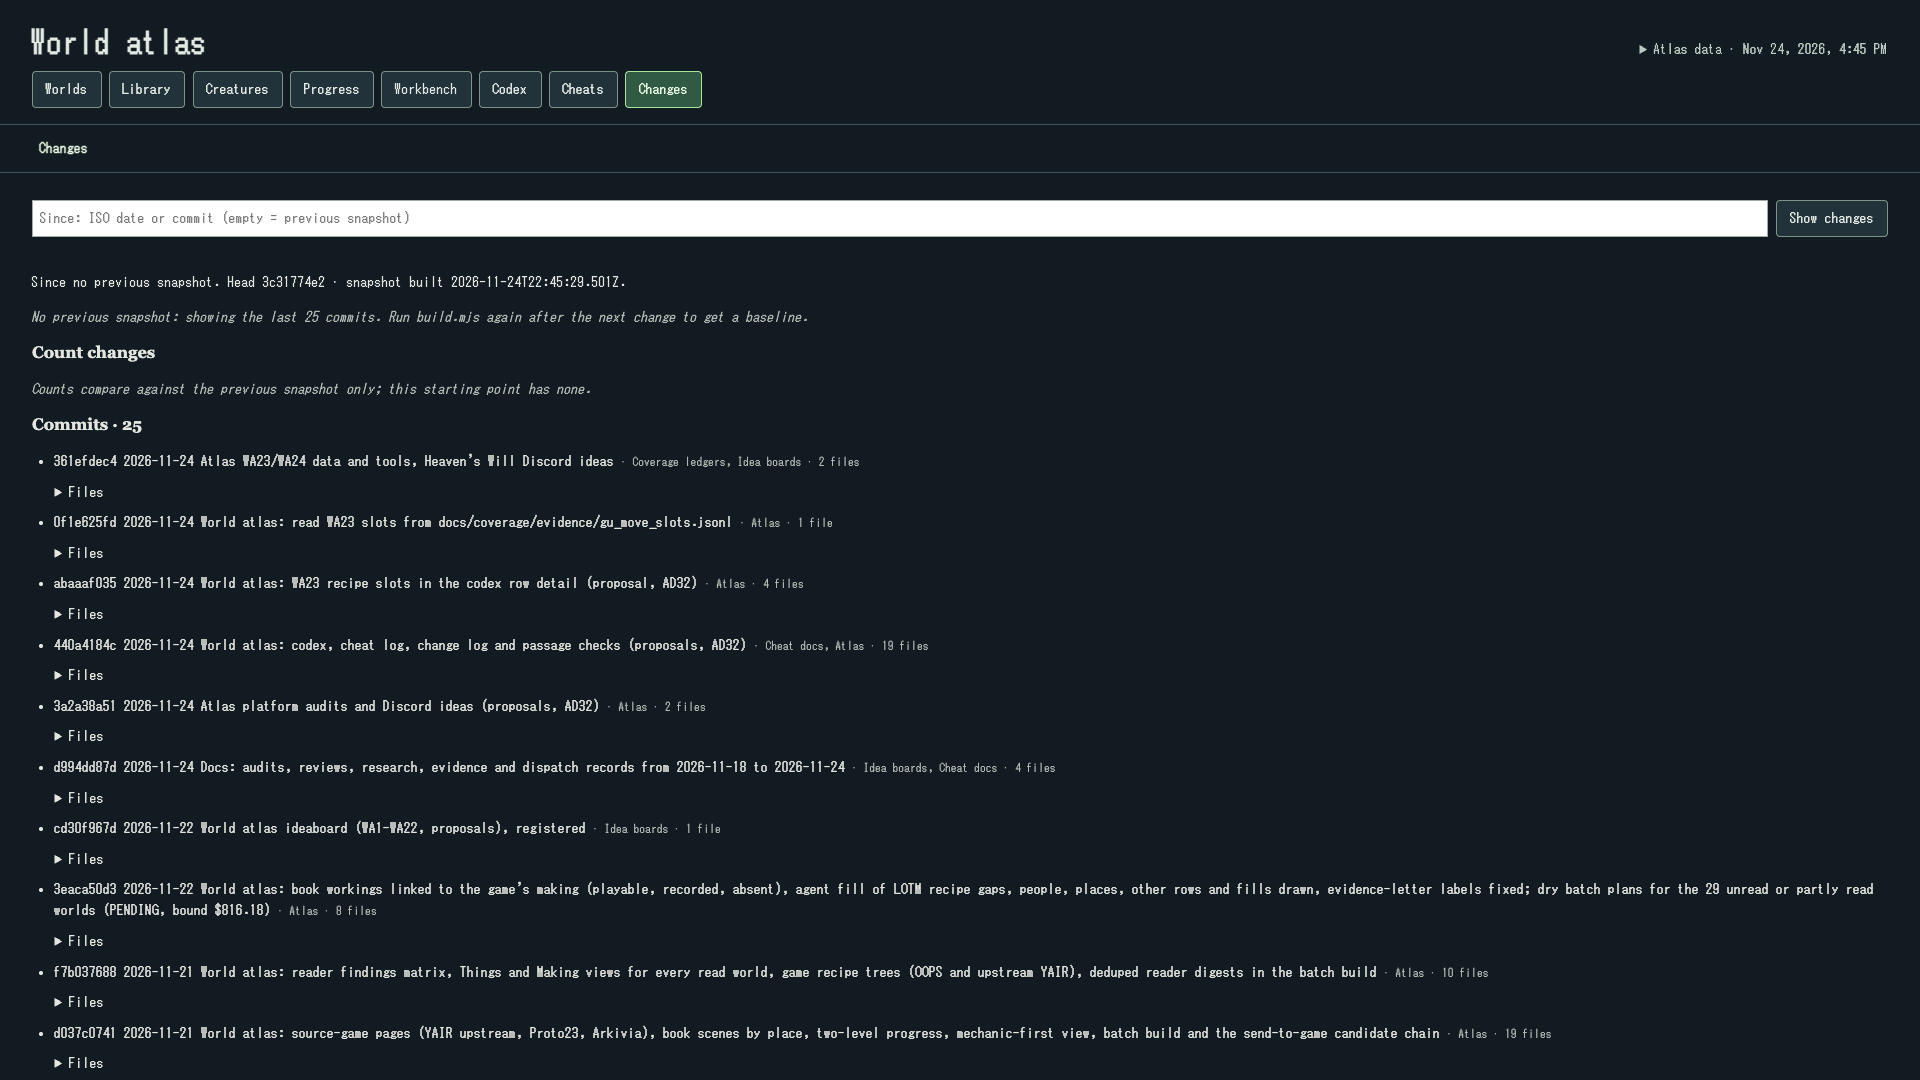 World atlas
▶ Atlas data · Nov 24, 2026, 4:45 PM
Worlds
Library
Creatures
Progress
Workbench
Codex
Cheats
Changes
Changes
Since: ISO date or commit (empty = previous snapshot)
Show changes
Since no previous snapshot. Head 3c31774e2 · snapshot built 2026-11-24T22:45:29.501Z.
No previous snapshot: showing the last 25 commits. Run build.mjs again after the next change to get a baseline.
Count changes
Counts compare against the previous snapshot only; this starting point has none.
Commits · 25
• 361efdec4 2026-11-24 Atlas WA23/WA24 data and tools, Heaven's Will Discord ideas · Coverage ledgers, Idea boards · 2 files
▶ Files
• 0f1e625fd 2026-11-24 World atlas: read WA23 slots from docs/coverage/evidence/gu_move_slots.jsonl · Atlas · 1 file
▶ Files
• abaaaf035 2026-11-24 World atlas: WA23 recipe slots in the codex row detail (proposal, AD32) · Atlas · 4 files
▶ Files
• 440a4184c 2026-11-24 World atlas: codex, cheat log, change log and passage checks (proposals, AD32) · Cheat docs, Atlas · 19 files
▶ Files
• 3a2a38a51 2026-11-24 Atlas platform audits and Discord ideas (proposals, AD32) · Atlas · 2 files
▶ Files
• d994dd87d 2026-11-24 Docs: audits, reviews, research, evidence and dispatch records from 2026-11-18 to 2026-11-24 · Idea boards, Cheat docs · 4 files
▶ Files
• cd30f967d 2026-11-22 World atlas ideaboard (WA1-WA22, proposals), registered · Idea boards · 1 file
▶ Files
• 3eaca50d3 2026-11-22 World atlas: book workings linked to the game's making (playable, recorded, absent), agent fill of LOTM recipe gaps, people, places, other rows and fills drawn, evidence-letter labels fixed; dry batch plans for the 29 unread or partly read
worlds (PENDING, bound $816.18) · Atlas · 8 files
▶ Files
• f7b037688 2026-11-21 World atlas: reader findings matrix, Things and Making views for every read world, game recipe trees (OOPS and upstream YAIR), deduped reader digests in the batch build · Atlas · 10 files
▶ Files
• d037c0741 2026-11-21 World atlas: source-game pages (YAIR upstream, Proto23, Arkivia), book scenes by place, two-level progress, mechanic-first view, batch build and the send-to-game candidate chain · Atlas · 19 files
▶ Files